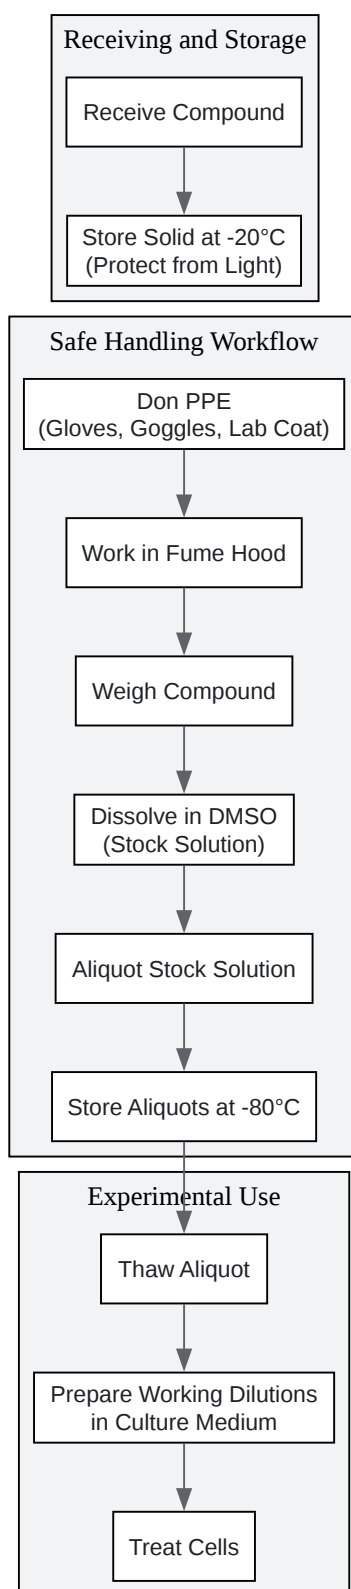 Receiving and Storage
Receive Compound
Store Solid at -20°C
(Protect from Light)
Safe Handling Workflow
Don PPE
(Gloves, Goggles, Lab Coat)
Work in Fume Hood
Weigh Compound
Dissolve in DMSO
(Stock Solution)
Aliquot Stock Solution
Store Aliquots at -80°C
Experimental Use
Thaw Aliquot
Prepare Working Dilutions
in Culture Medium
Treat Cells